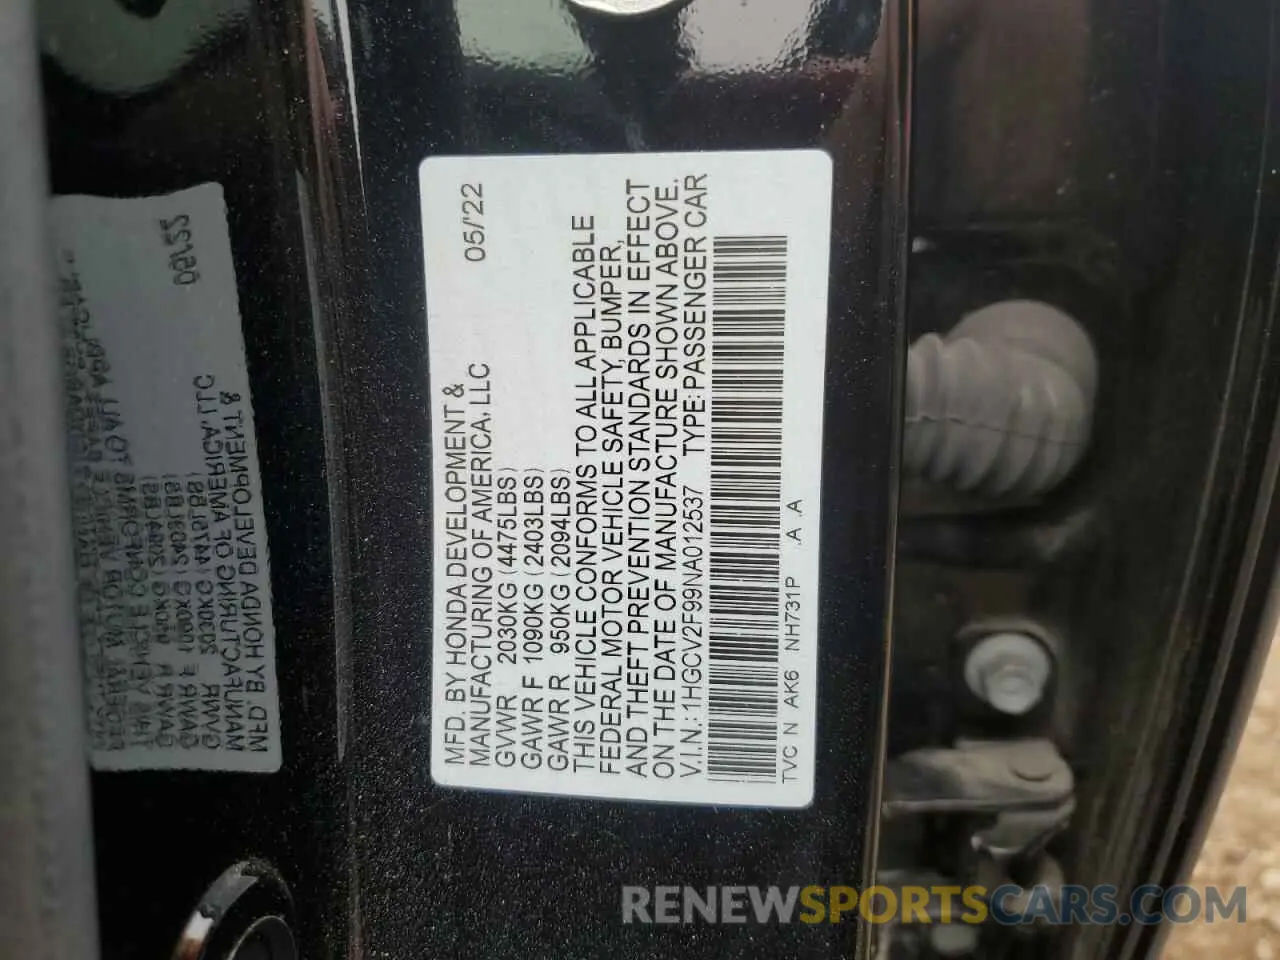 MFD. BY HONDA DEVELOPMENT & 05/'22
MANUFACTURING OF AMERICA, LLC
GVWR 2030KG (4475LBS)
GAWR F 1090KG (2403LBS)
GAWR R 950KG (2094LBS)
THIS VEHICLE CONFORMS TO ALL APPLICABLE
FEDERAL MOTOR VEHICLE SAFETY, BUMPER,
AND THEFT PREVENTION STANDARDS IN EFFECT
ON THE DATE OF MANUFACTURE SHOWN ABOVE.
V.I.N.: 1HGCV2F99NA012537 TYPE: PASSENGER CAR
TVC N AK6 NH731P .A .A
RENEWSPORTSCARS.COM